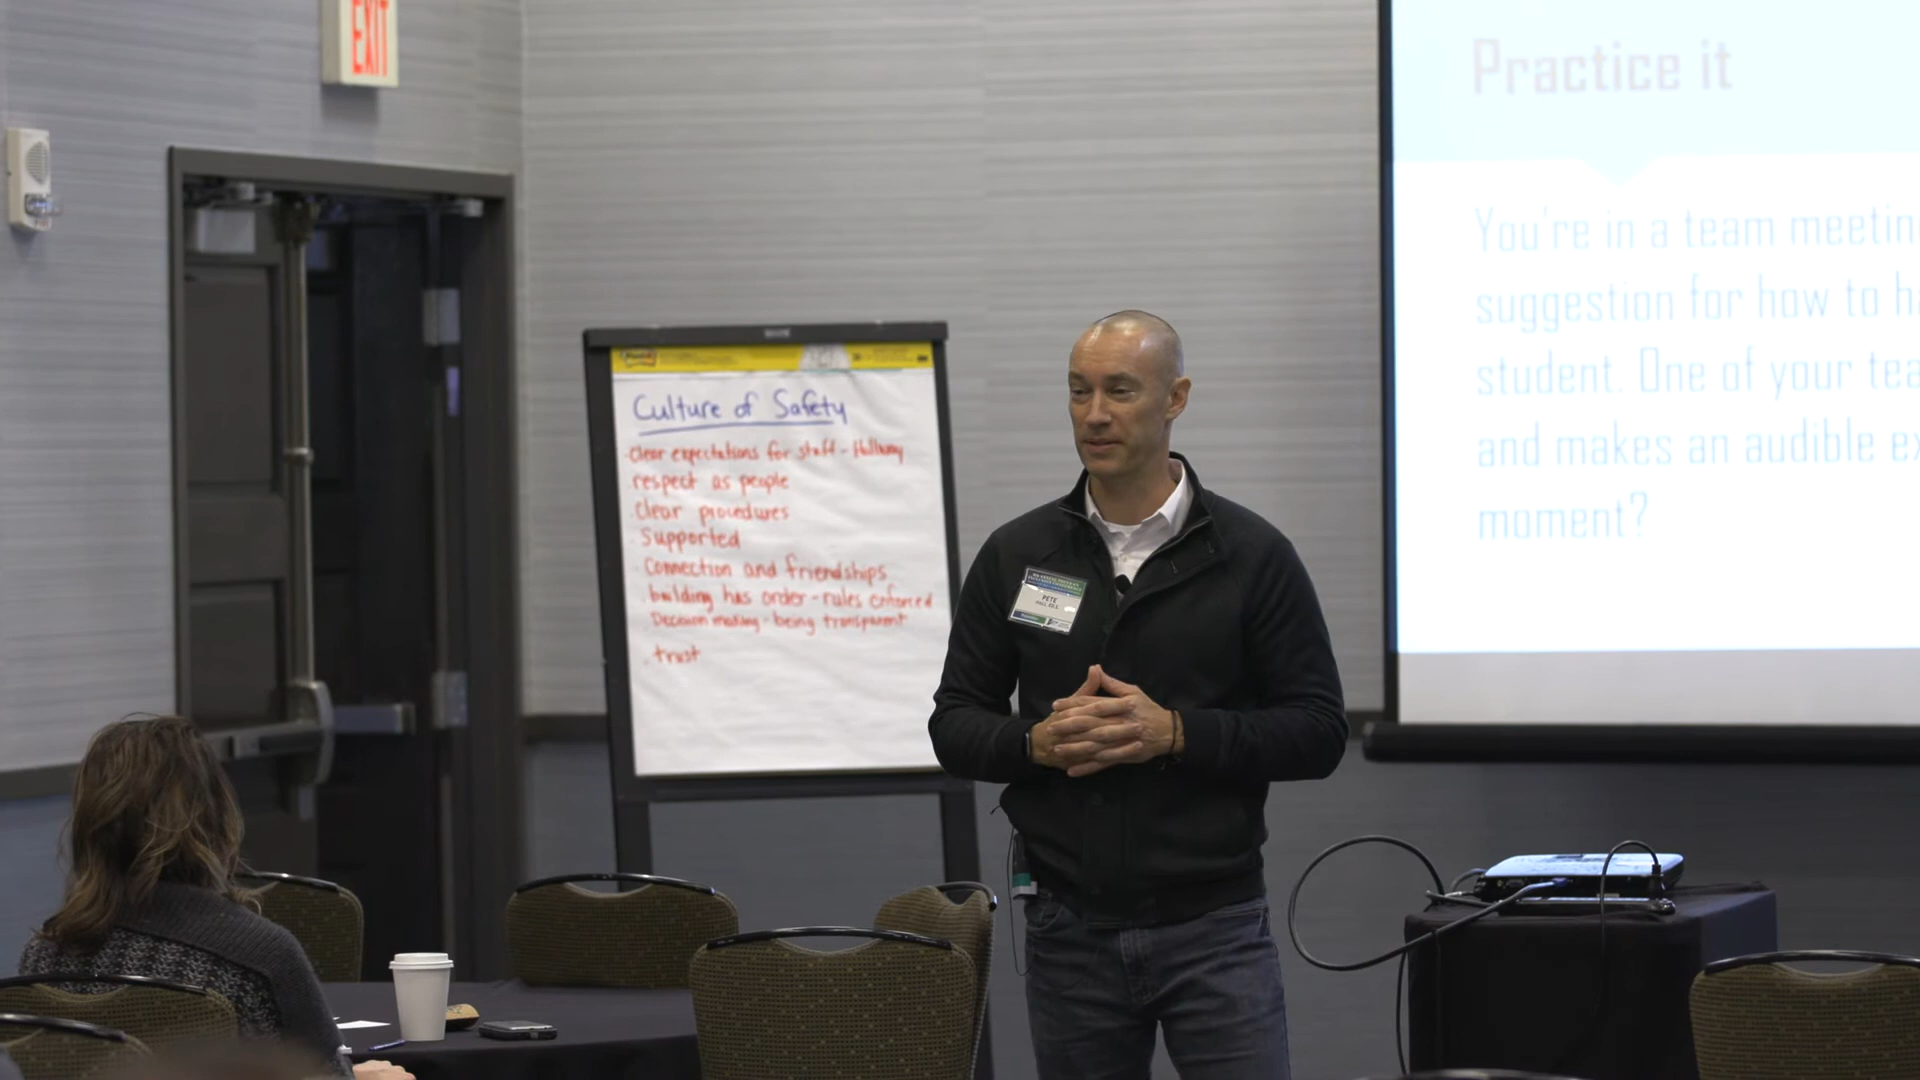 EXIT
Practice it
You're in a team meetin
suggestion for how to h
student. One of your tea
and makes an audible ex
moment?
Culture of Safety
· Clear expectations for staff - Hallway
· respect as people
· Clear procedures
· Supported
· Connection and friendships
· building has order - rules enforced
Decision making - being transparent
· trust
PETE
HALL, ED.S.